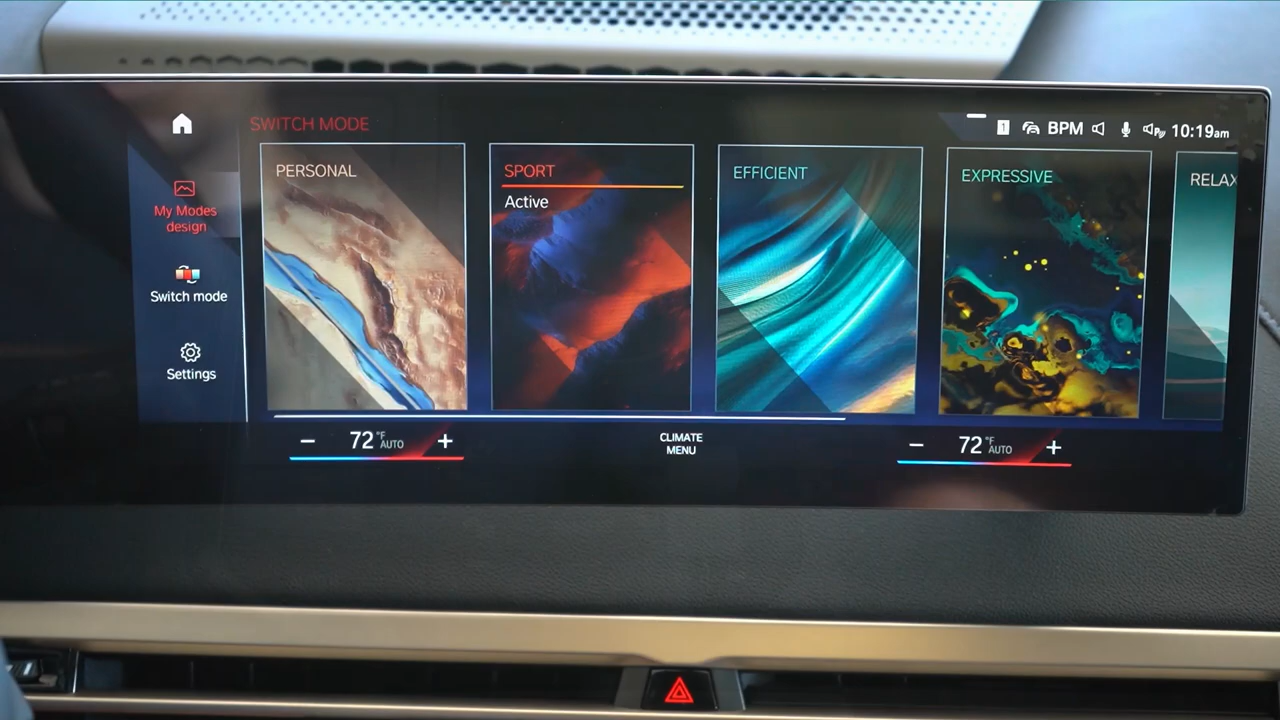 SWITCH MODE
1
BPM
10:19am
My Modes
design
Switch mode
Settings
PERSONAL
SPORT
Active
EFFICIENT
EXPRESSIVE
RELAX
− 72 °F AUTO +
CLIMATE
MENU
− 72 °F AUTO +